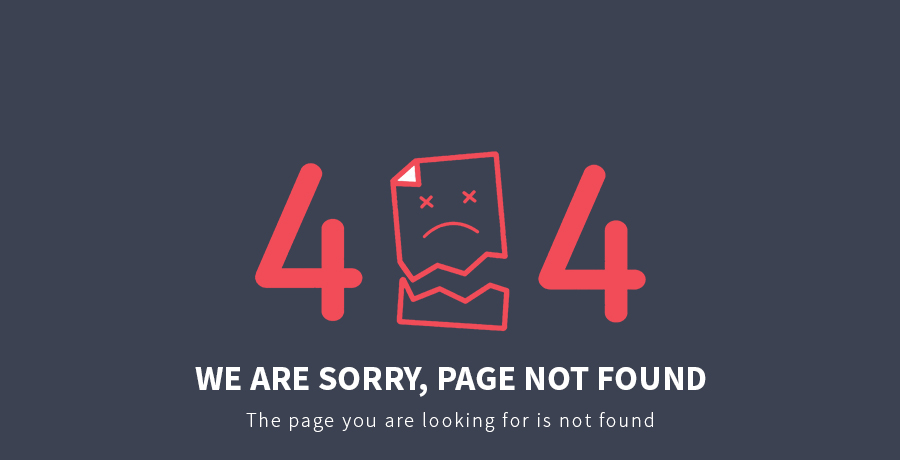 4 4
WE ARE SORRY, PAGE NOT FOUND
The page you are looking for is not found